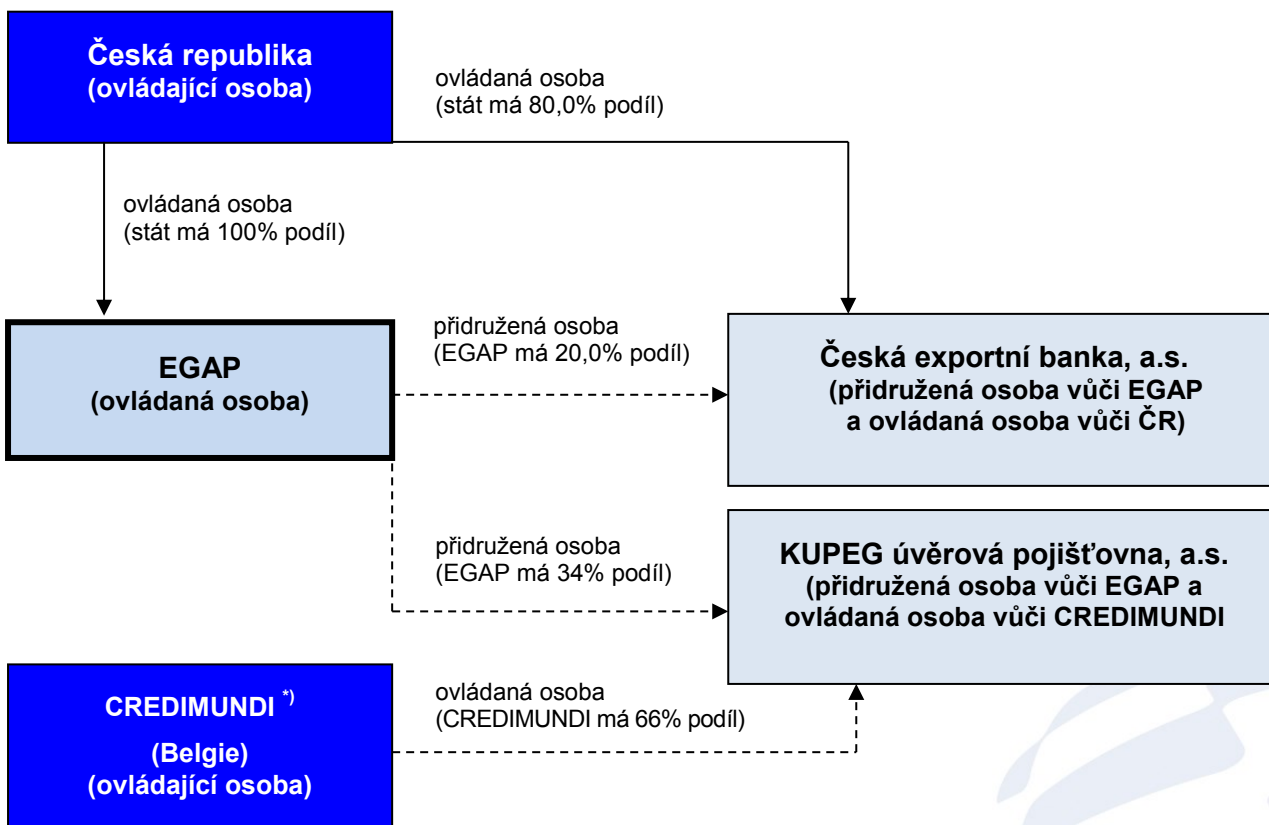 Česká republika
(ovládající osoba)
ovládaná osoba
(stát má 80,0% podíl)
ovládaná osoba
(stát má 100% podíl)
EGAP
(ovládaná osoba)
přidružená osoba
(EGAP má 20,0% podíl)
Česká exportní banka, a.s.
(přidružená osoba vůči EGAP
a ovládaná osoba vůči ČR)
přidružená osoba
(EGAP má 34% podíl)
KUPEG úvěrová pojišťovna, a.s.
(přidružená osoba vůči EGAP a
ovládaná osoba vůči CREDIMUNDI
CREDIMUNDI *)
(Belgie)
(ovládající osoba)
ovládaná osoba
(CREDIMUNDI má 66% podíl)